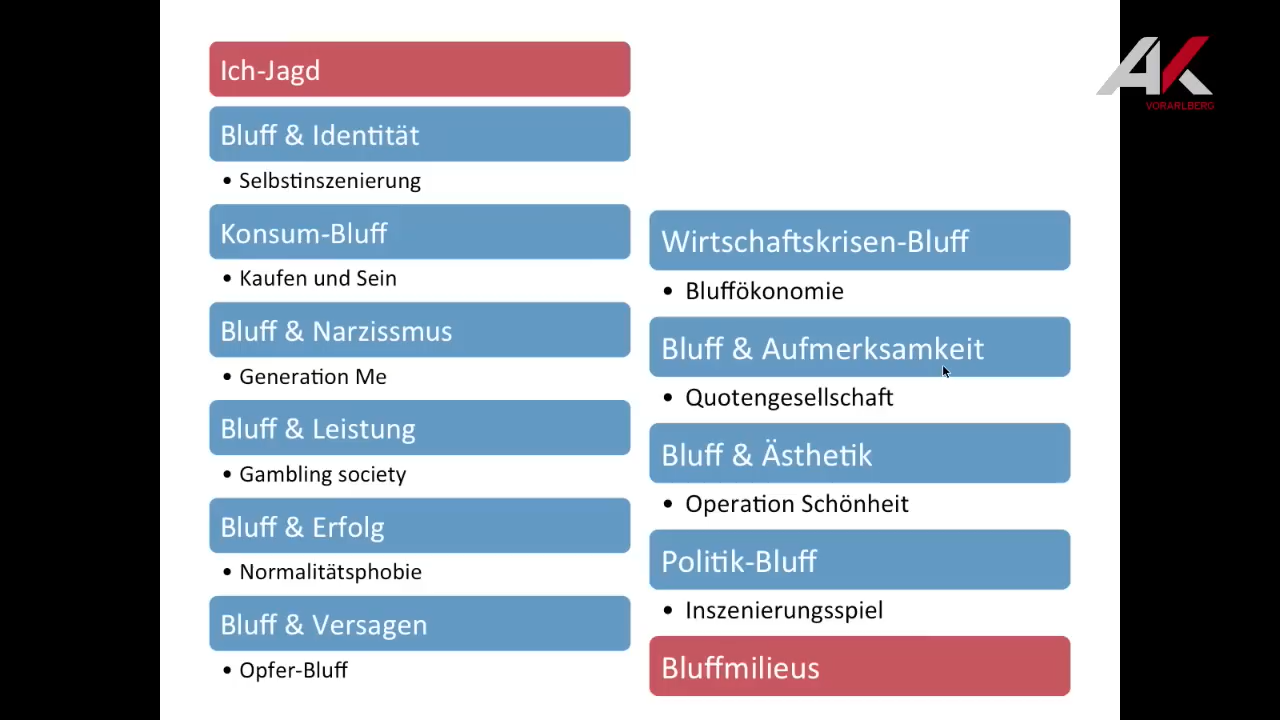 Ich-Jagd
Bluff & Identität
• Selbstinszenierung
Konsum-Bluff
• Kaufen und Sein
Bluff & Narzissmus
• Generation Me
Bluff & Leistung
• Gambling society
Bluff & Erfolg
• Normalitätsphobie
Bluff & Versagen
• Opfer-Bluff
Wirtschaftskrisen-Bluff
• Bluffökonomie
Bluff & Aufmerksamkeit
• Quotengesellschaft
Bluff & Ästhetik
• Operation Schönheit
Politik-Bluff
• Inszenierungsspiel
Bluffmilieus
AK
VORARLBERG